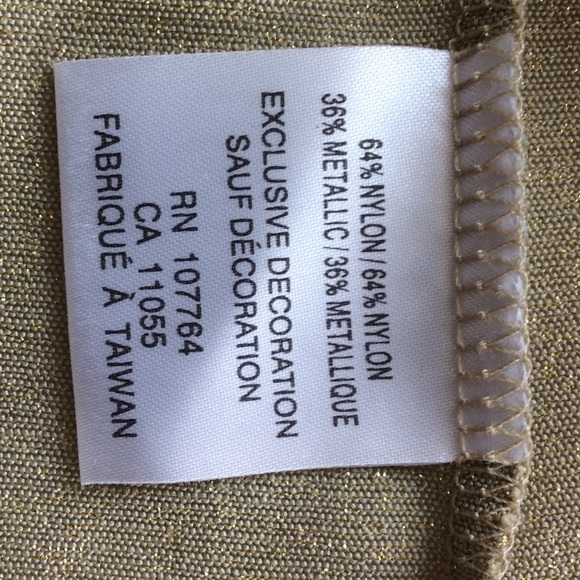 64% NYLON / 64% NYLON
36% METALLIC / 36% METALLIQUE
EXCLUSIVE DECORATION
SAUF DÉCORATION
RN 107764
CA 11055
FABRIQUÉ À TAIWAN